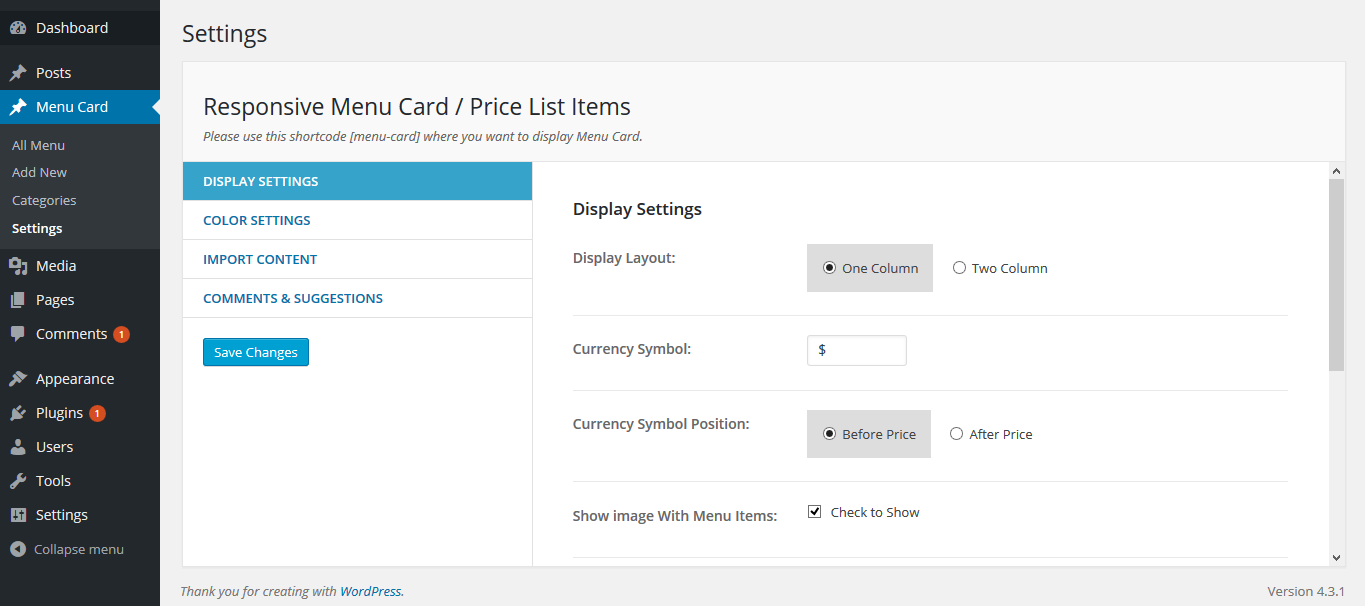 Dashboard
Posts
Menu Card
All Menu
Add New
Categories
Settings
Media
Pages
Comments 1
Appearance
Plugins 1
Users
Tools
Settings
Collapse menu
Settings
Responsive Menu Card / Price List Items
Please use this shortcode [menu-card] where you want to display Menu Card.
DISPLAY SETTINGS
COLOR SETTINGS
IMPORT CONTENT
COMMENTS & SUGGESTIONS
Save Changes
Display Settings
Display Layout: One Column Two Column
Currency Symbol: $
Currency Symbol Position: Before Price After Price
Show image With Menu Items: Check to Show
Thank you for creating with WordPress. Version 4.3.1